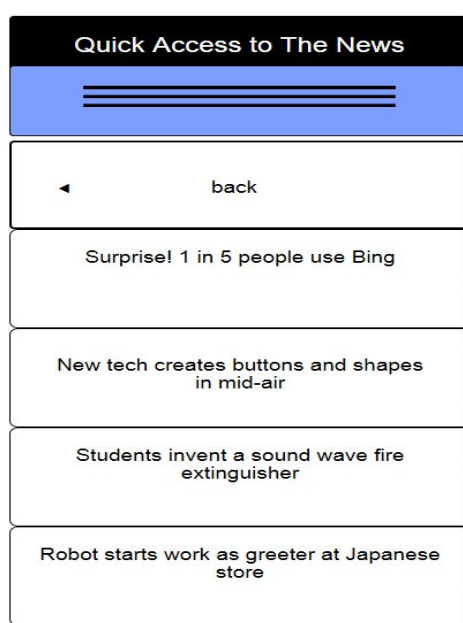 Quick Access to The News
◄ back
Surprise! 1 in 5 people use Bing
New tech creates buttons and shapes
in mid-air
Students invent a sound wave fire
extinguisher
Robot starts work as greeter at Japanese
store